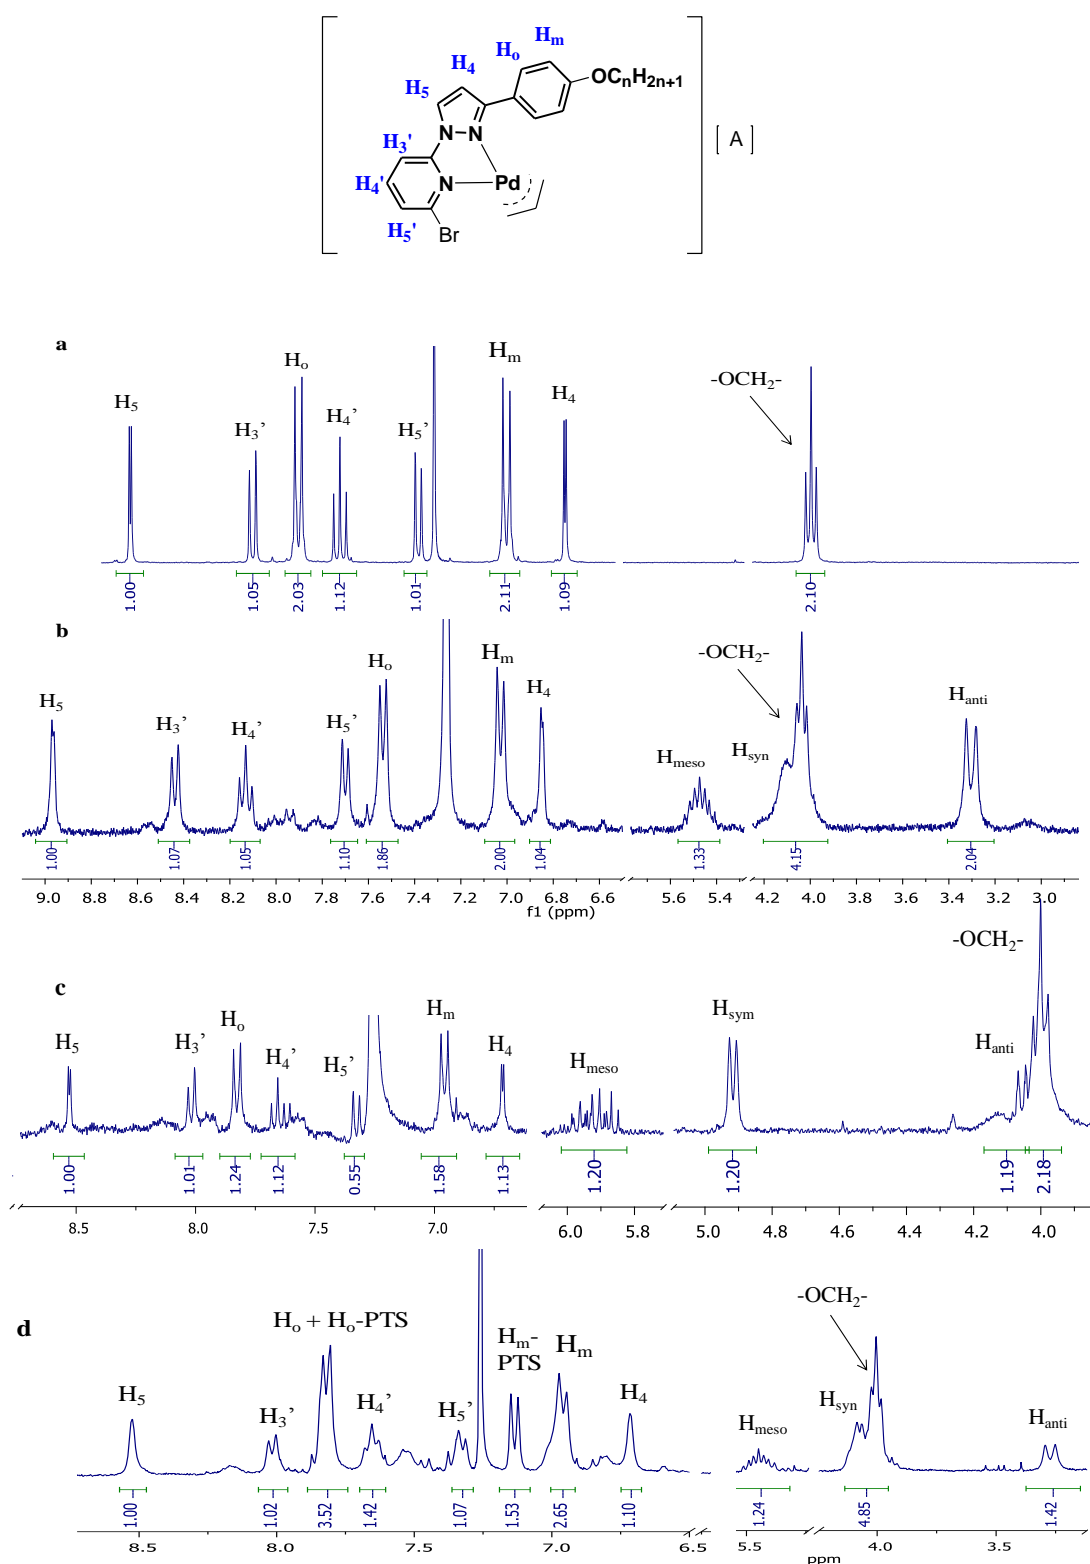 Hm
Ho
H4
OCnH2n+1
H5
N N
H3'
[ A ]
H4'
N Pd
H5'
Br
a
Ho
Hm
-OCH2-
H5
H4'
H4
H3'
H5'
1.00
1.05
2.03
1.12
1.01
2.11
1.09
2.10
b
-OCH2-
Ho
Hm
H5
H4
Hanti
H3'
H4'
H5'
Hmeso
Hsyn
1.00
1.07
1.05
1.10
1.86
2.00
1.04
1.33
4.15
2.04
9.0 8.8 8.6 8.4 8.2 8.0 7.8 7.6 7.4 7.2 7.0 6.8 6.6 5.6 5.4 4.2 4.0 3.8 3.6 3.4 3.2 3.0
f1 (ppm)
-OCH2-
c
Ho
Hm
Hsym
H5
H3'
H4'
H4
Hanti
H5'
Hmeso
1.00
1.01
1.24
1.12
0.55
1.58
1.13
1.20
1.20
1.19
2.18
8.5 8.0 7.5 7.0 6.0 5.8 5.0 4.8 4.6 4.4 4.2 4.0
-OCH2-
d
Ho + Ho-PTS
Hm-
PTS
Hm
H5
H4'
H4
H3'
H5'
Hsyn
Hmeso
Hanti
1.00
1.02
3.52
1.42
1.07
1.53
2.65
1.10
1.24
4.85
1.42
8.5 8.0 7.5 7.0 6.5 5.5 4.0 3.5
ppm